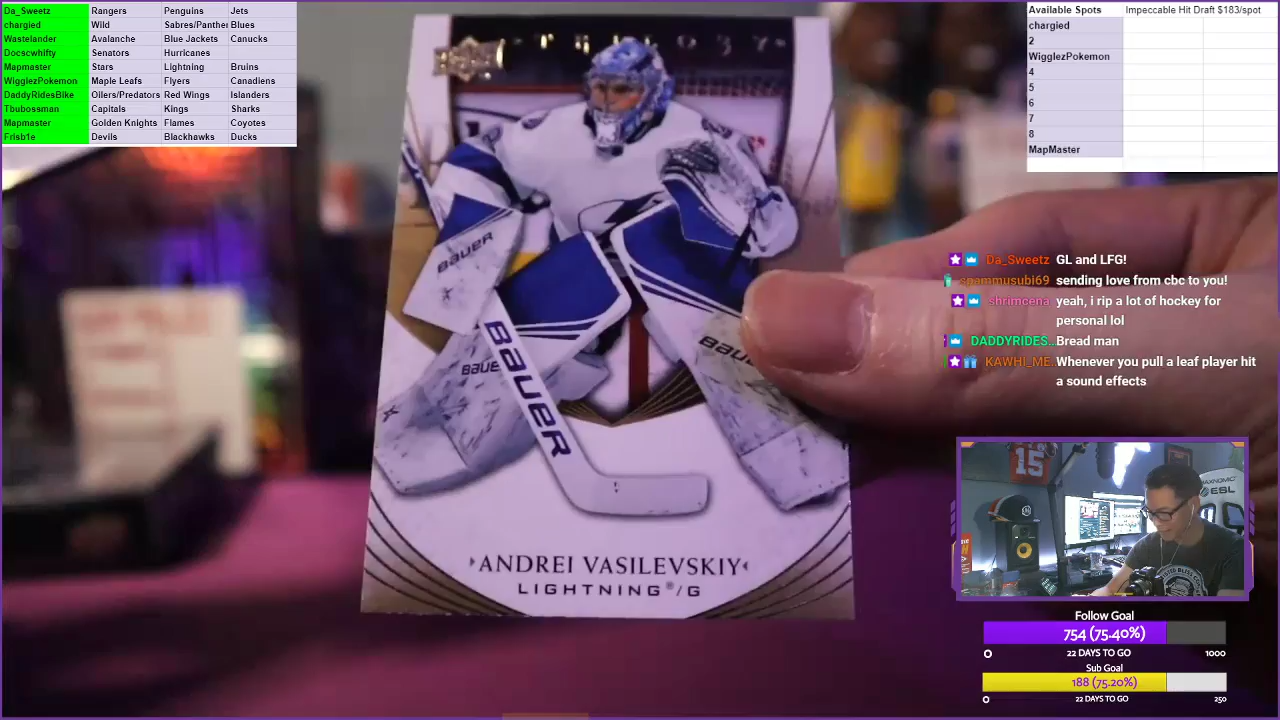 Da_Sweetz Rangers Penguins Jets
chargied Wild Sabres/Panther Blues
Wastelander Avalanche Blue Jackets Canucks
Docscwhifty Senators Hurricanes
Mapmaster Stars Lightning Bruins
WigglezPokemon Maple Leafs Flyers Canadiens
DaddyRidesBike Oilers/Predators Red Wings Islanders
Tbubossman Capitals Kings Sharks
Mapmaster Golden Knights Flames Coyotes
Frisb1e Devils Blackhawks Ducks
Available Spots Impeccable Hit Draft $183/spot
chargied
2
WigglezPokemon
4
5
6
7
8
MapMaster
TRILOGY
BAUER
BAUER
BAUE
BAU
ANDREI VASILEVSKIY
LIGHTNING®/G
Da_Sweetz GL and LFG!
spammusubi69 sending love from cbc to you!
shrimcena yeah, i rip a lot of hockey for
personal lol
DADDYRIDES... Bread man
KAWHI_ME... Whenever you pull a leaf player hit
a sound effects
15
MAXNOMIC
EBL
Follow Goal
754 (75.40%)
0 22 DAYS TO GO 1000
Sub Goal
188 (75.20%)
0 22 DAYS TO GO 250